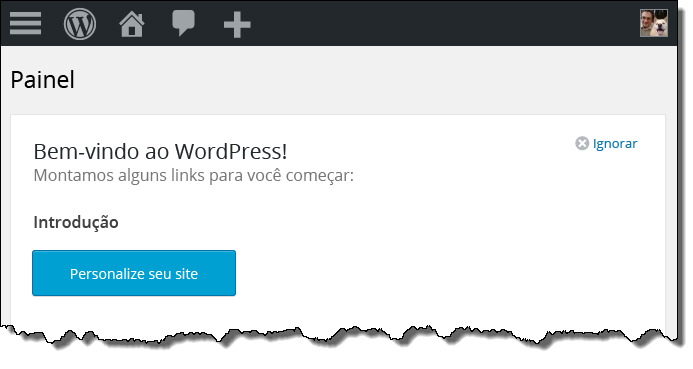 Painel
Bem-vindo ao WordPress!
Ignorar
Montamos alguns links para você começar:
Introdução
Personalize seu site